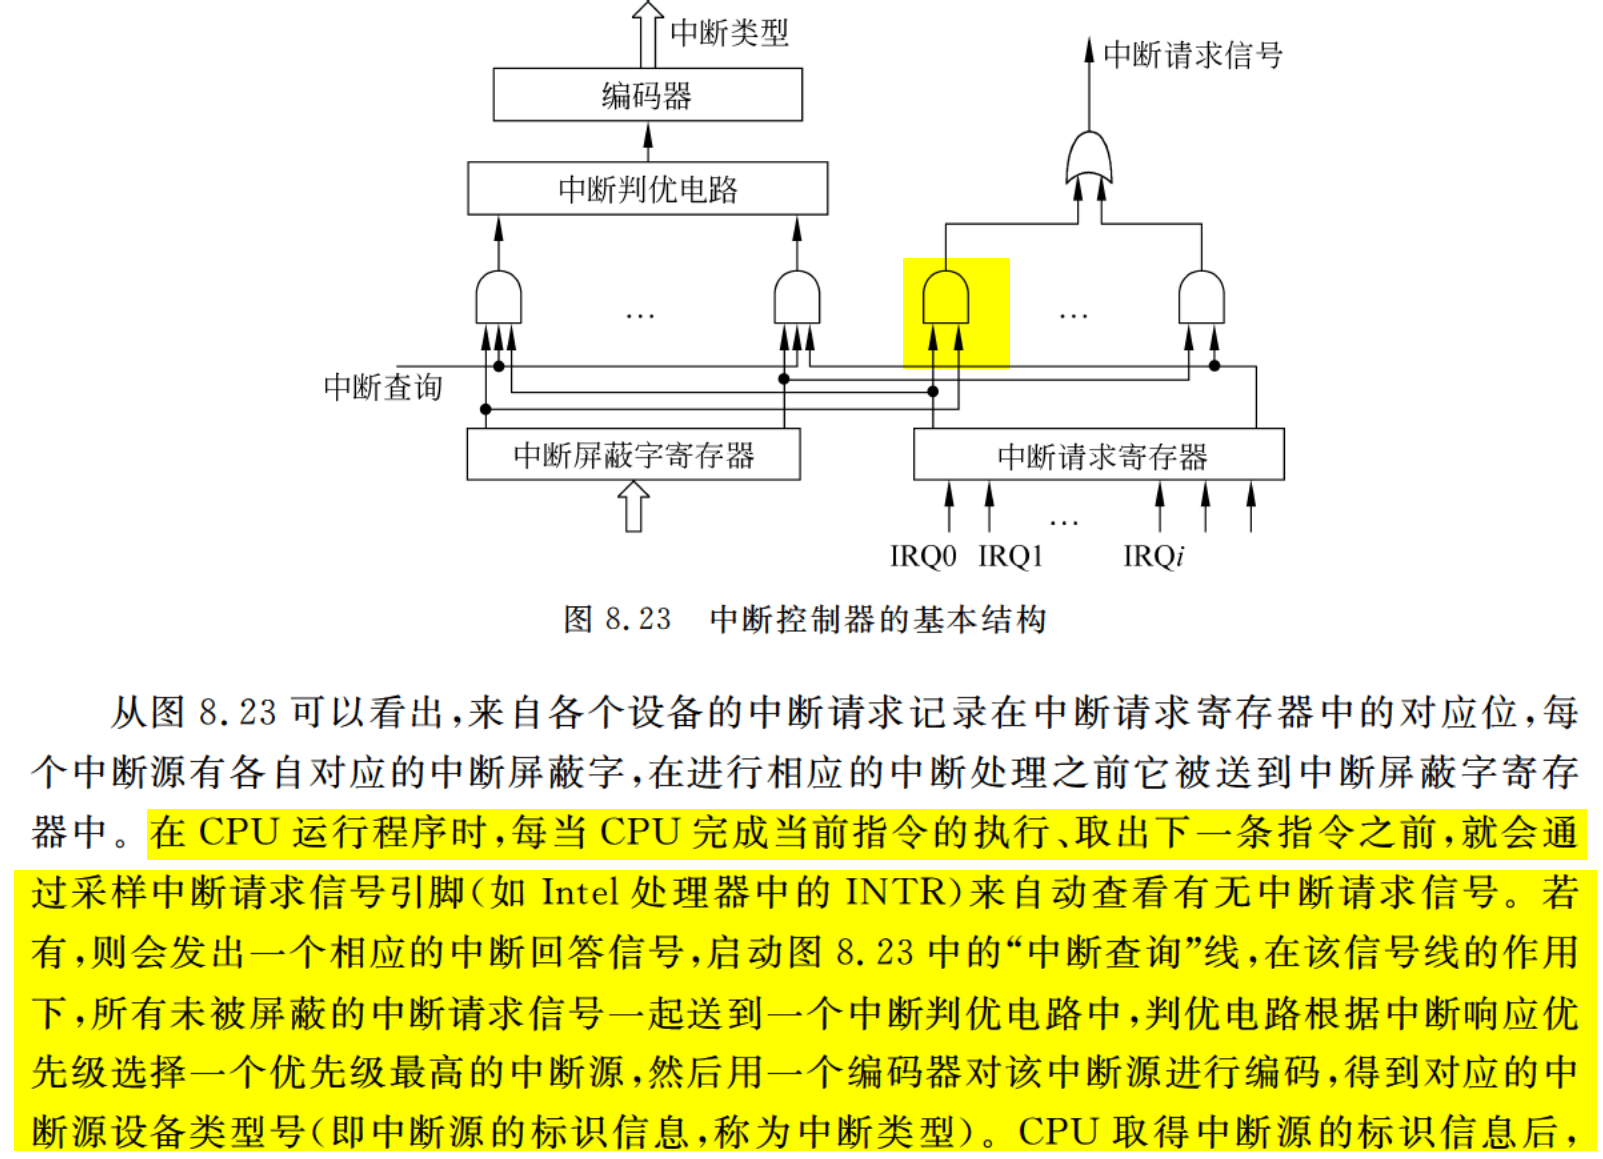 中断类型
中断请求信号
编码器
中断判优电路
…
…
中断查询
中断屏蔽字寄存器
中断请求寄存器
…
IRQ0 IRQ1 IRQi
图 8.23 中断控制器的基本结构
从图 8.23 可以看出,来自各个设备的中断请求记录在中断请求寄存器中的对应位,每
个中断源有各自对应的中断屏蔽字,在进行相应的中断处理之前它被送到中断屏蔽字寄存
器中。在 CPU 运行程序时,每当 CPU 完成当前指令的执行、取出下一条指令之前,就会通
过采样中断请求信号引脚(如 Intel 处理器中的 INTR)来自动查看有无中断请求信号。若
有,则会发出一个相应的中断回答信号,启动图 8.23 中的“中断查询”线,在该信号线的作用
下,所有未被屏蔽的中断请求信号一起送到一个中断判优电路中,判优电路根据中断响应优
先级选择一个优先级最高的中断源,然后用一个编码器对该中断源进行编码,得到对应的中
断源设备类型号(即中断源的标识信息,称为中断类型)。CPU 取得中断源的标识信息后,